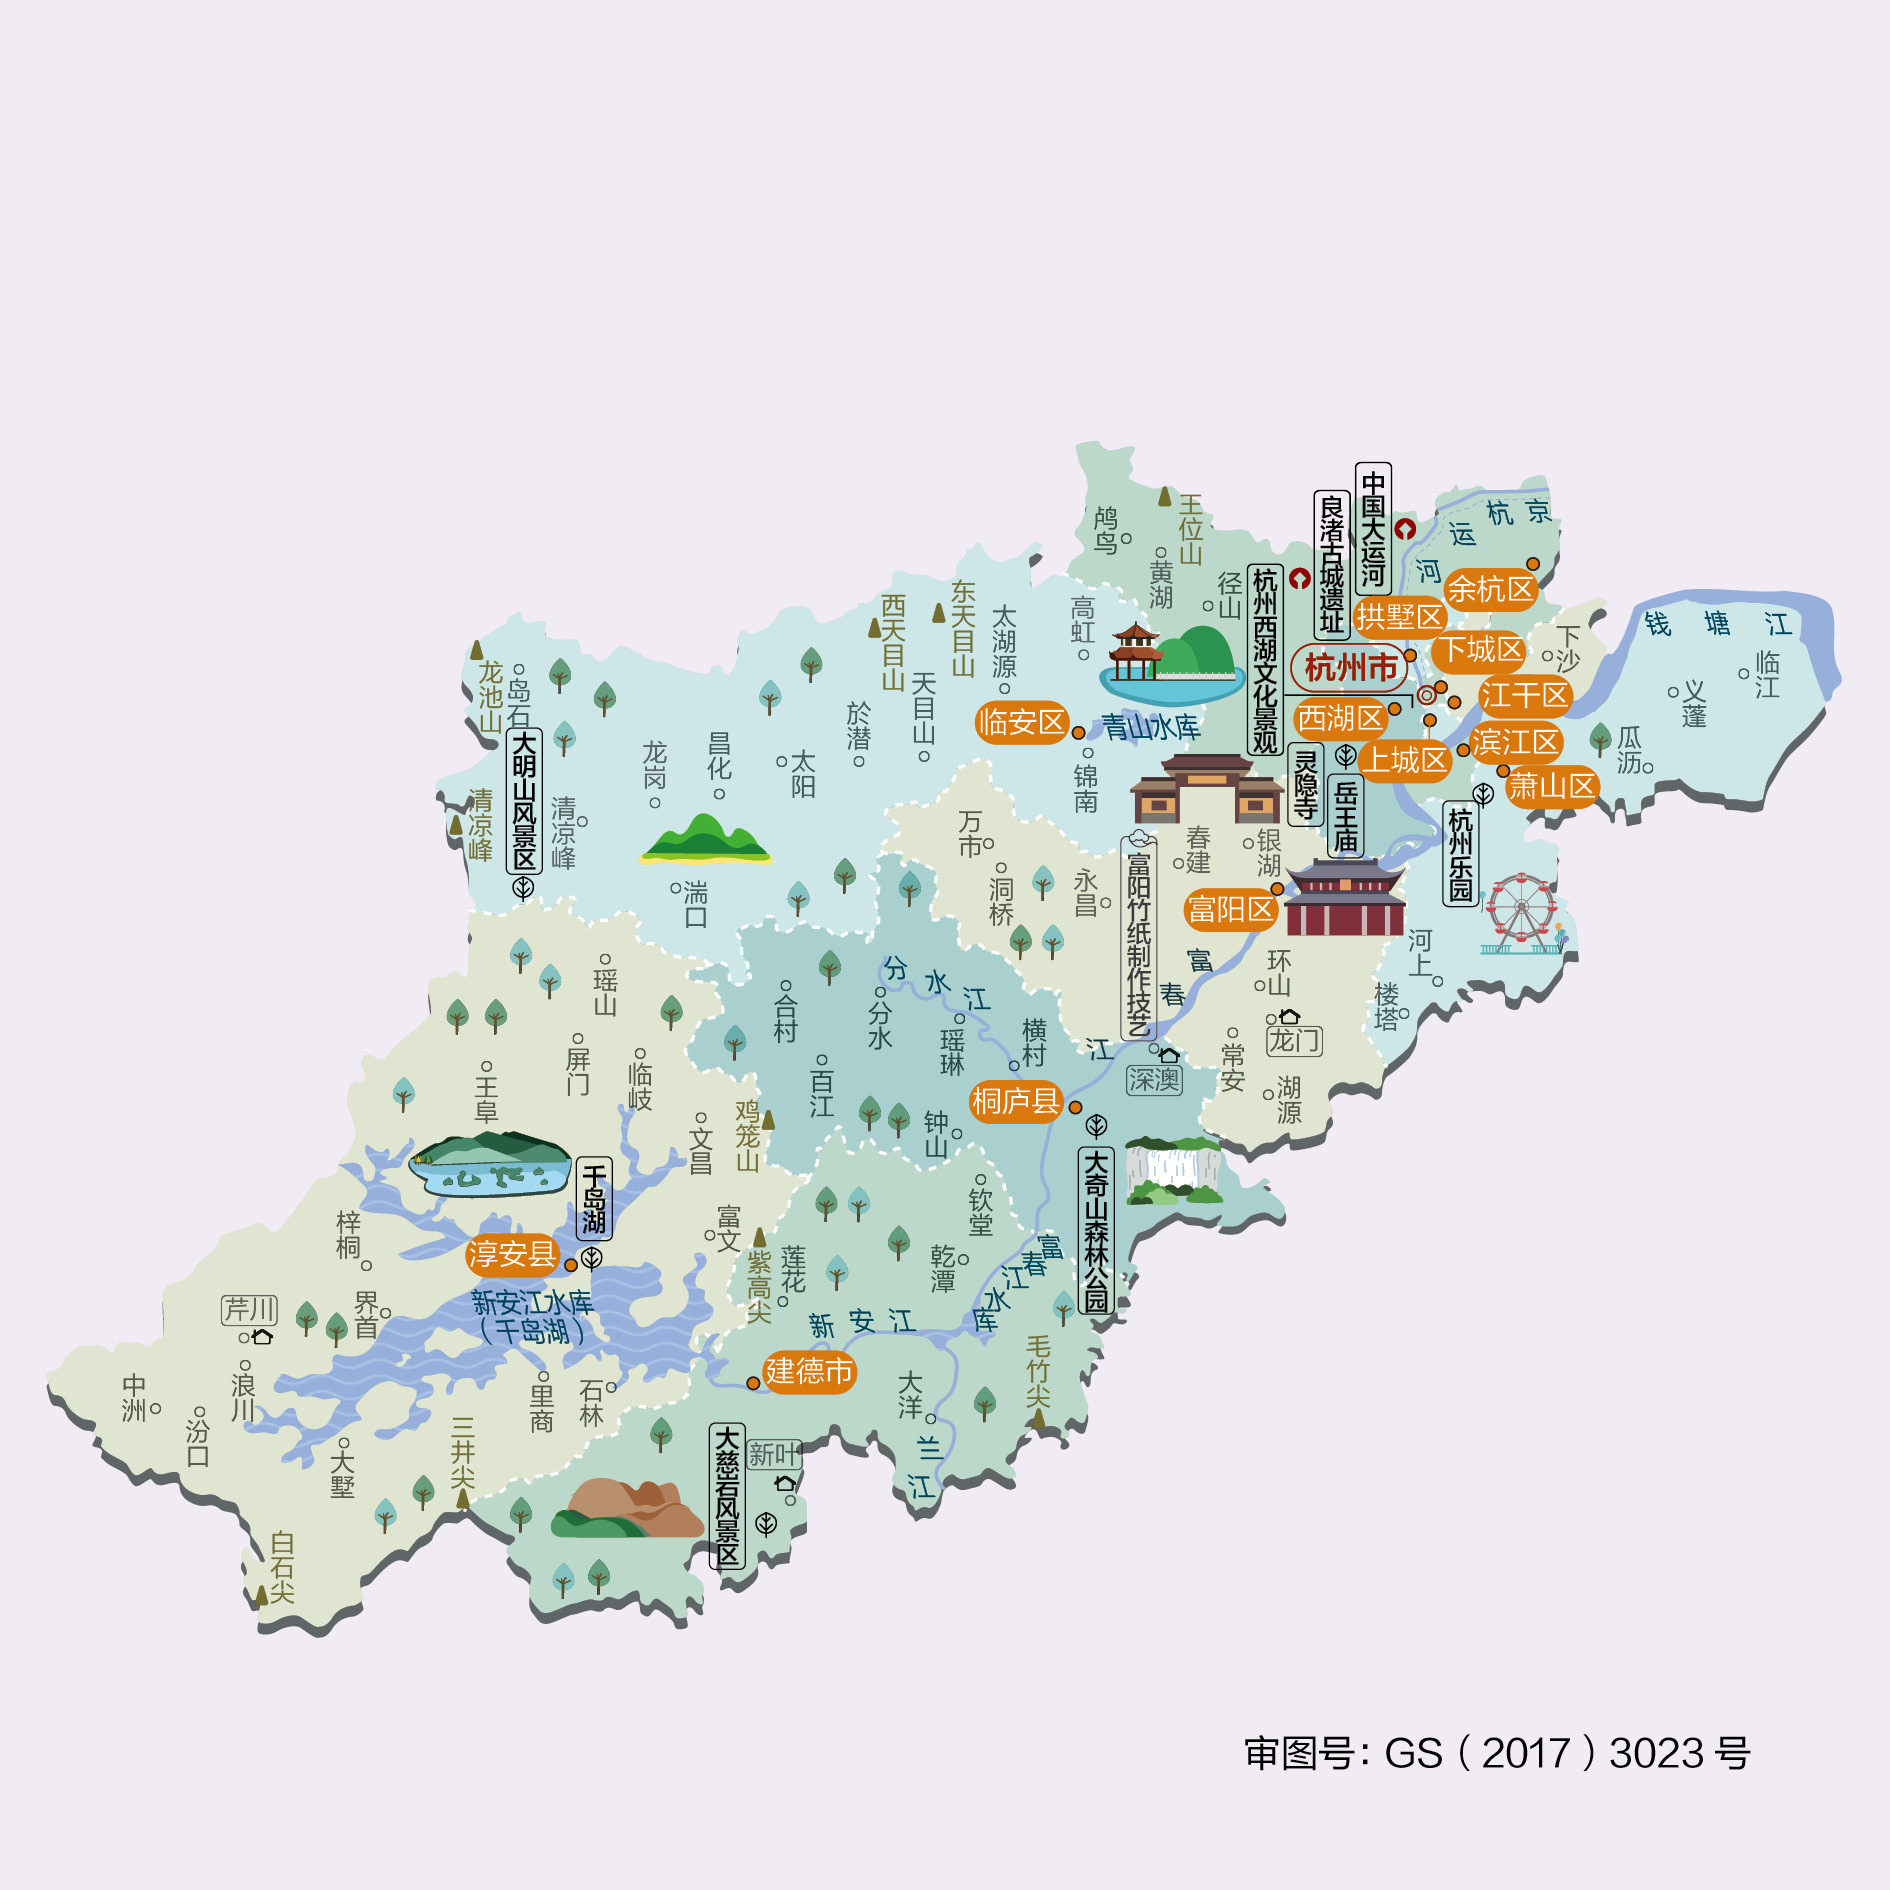 中国大运河
良渚古城遗址
杭州西湖文化景观
京
杭
运
河
鸬鸟
王位山
黄湖
径山
余杭区
拱墅区
下城区
下沙
钱
塘
江
临江
义蓬
瓜沥
杭州市
江干区
西湖区
滨江区
上城区
萧山区
灵隐寺
岳王庙
杭州乐园
东天目山
西天目山
太湖源
高虹
天目山
於潜
临安区
青山水库
锦南
龙池山
岛石
大明山风景区
清凉峰
清凉峰
龙岗
昌化
太阳
湍口
万市
洞桥
永昌
春建
银湖
富阳竹纸制作技艺
富阳区
富
春
江
环山
河上
楼塔
龙门
常安
湖源
深澳
分
水
江
合村
分水
瑶琳
横村
百江
钟山
桐庐县
大奇山森林公园
瑶山
屏门
临岐
王阜
文昌
鸡笼山
千岛湖
富文
梓桐
淳安县
新安江水库
(千岛湖)
界首
芹川
浪川
中洲
汾口
大墅
三井尖
白石尖
里商
石林
紫高尖
莲花
钦堂
乾潭
富
春
江
水
库
新
安
江
建德市
毛竹尖
大洋
兰
江
大慈岩风景区
新叶
审图号：GS（2017）3023 号